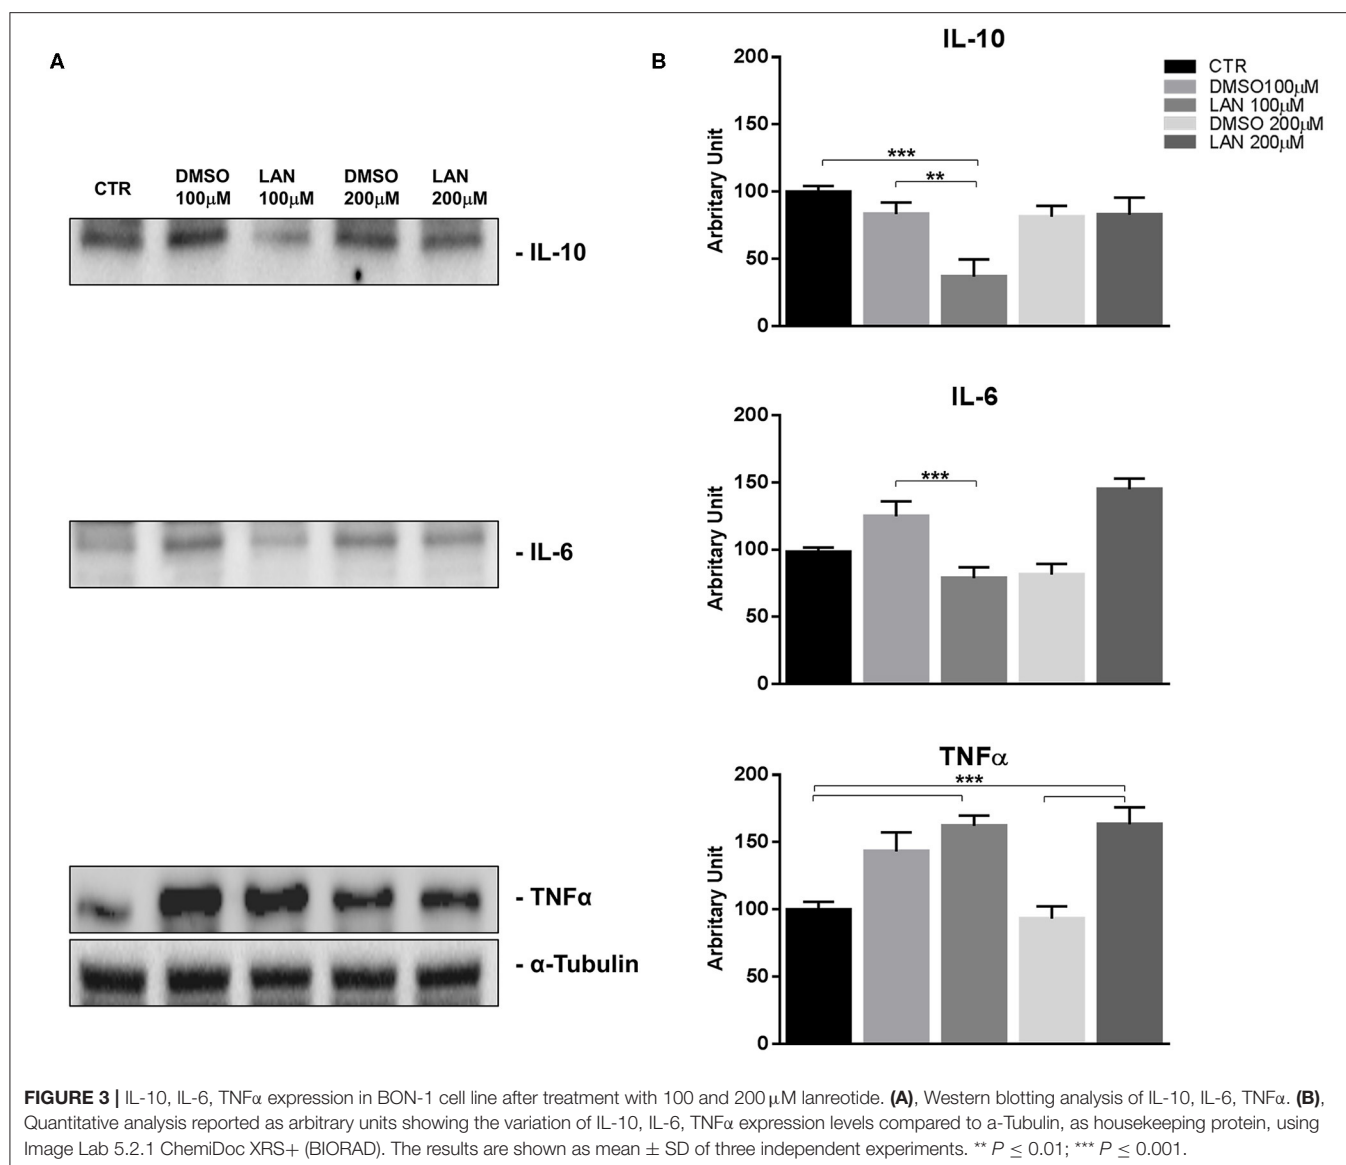 A
CTR
DMSO 100µM
LAN 100µM
DMSO 200µM
LAN 200µM
- IL-10
- IL-6
- TNFα
- α-Tubulin
B
IL-10
CTR
DMSO100µM
LAN 100µM
DMSO 200µM
LAN 200µM
Arbritary Unit
200
150
100
50
0
***
**
IL-6
Arbritary Unit
200
150
100
50
0
***
TNFα
Arbritary Unit
200
150
100
50
0
***
FIGURE 3 | IL-10, IL-6, TNFα expression in BON-1 cell line after treatment with 100 and 200 µM lanreotide. (A), Western blotting analysis of IL-10, IL-6, TNFα. (B),
Quantitative analysis reported as arbitrary units showing the variation of IL-10, IL-6, TNFα expression levels compared to a-Tubulin, as housekeeping protein, using
Image Lab 5.2.1 ChemiDoc XRS+ (BIORAD). The results are shown as mean ± SD of three independent experiments. ** P ≤ 0.01; *** P ≤ 0.001.